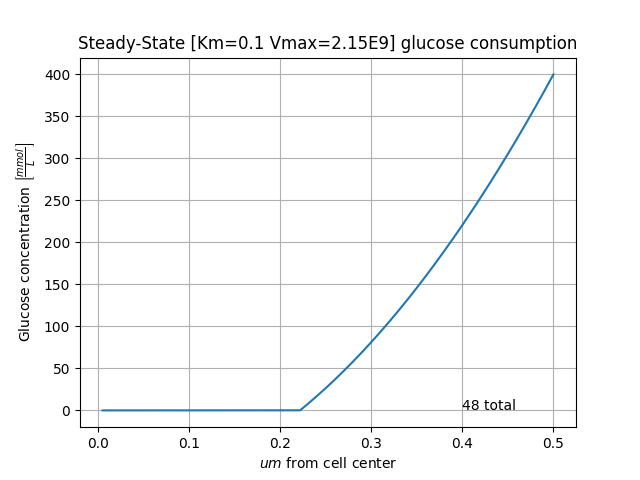 Steady-State [Km=0.1 Vmax=2.15E9] glucose consumption
Glucose concentration [mmol/L]
400
350
300
250
200
150
100
50
0
48 total
0.0 0.1 0.2 0.3 0.4 0.5
um from cell center